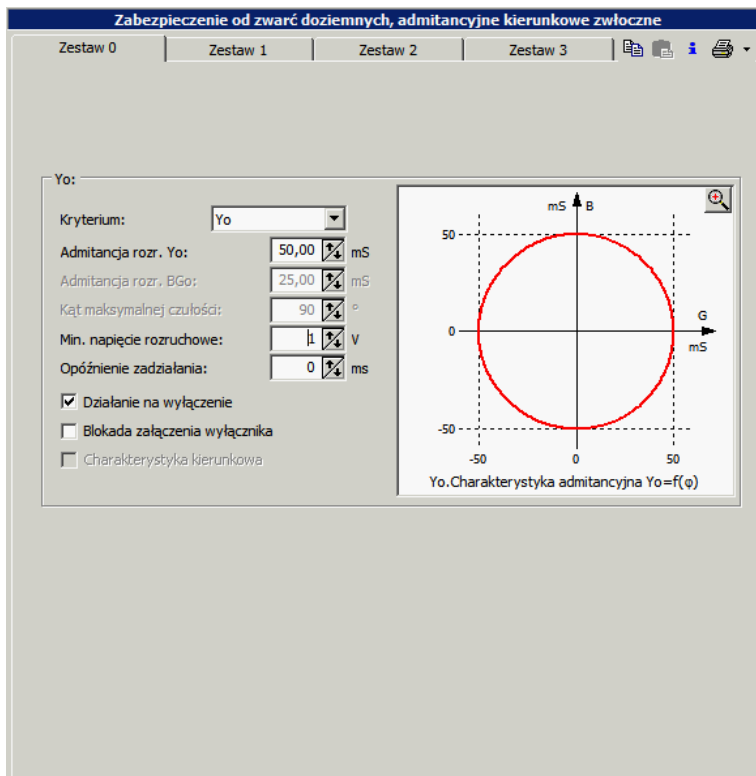 Zabezpieczenie od zwarć doziemnych, admitancyjne kierunkowe zwłoczne
Zestaw 0 Zestaw 1 Zestaw 2 Zestaw 3
Yo:
Kryterium: Yo
Admitancja rozr. Yo: 50,00 mS
Admitancja rozr. BGo: 25,00 mS
Kąt maksymalnej czułości: 90 °
Min. napięcie rozruchowe: 1 V
Opóźnienie zadziałania: 0 ms
Działanie na wyłączenie
Blokada załączenia wyłącznika
Charakterystyka kierunkowa
mS B
50
G
0
mS
-50
-50 0 50
Yo.Charakterystyka admitancyjna Yo=f(φ)